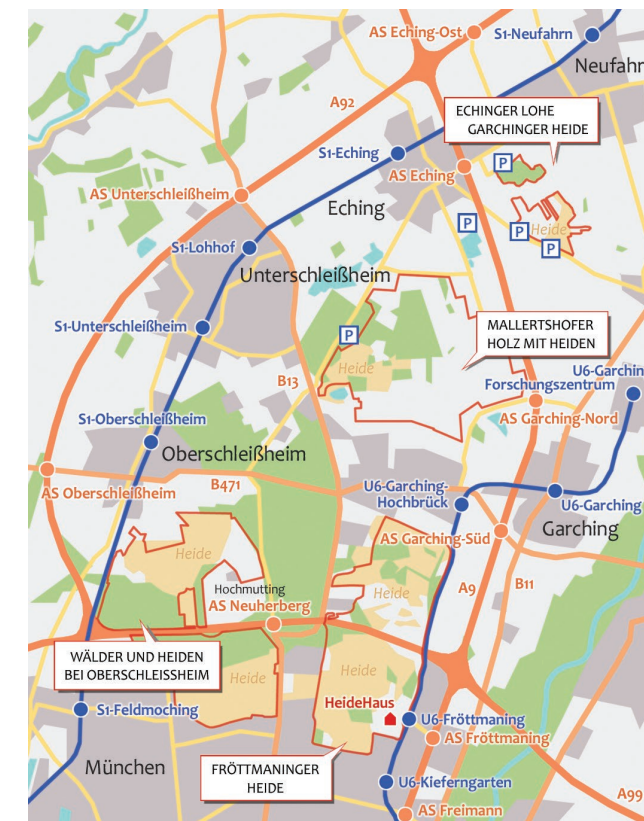 AS Eching-Ost
S1-Neufahrn
Neufahr
A92
ECHINGER LOHE
GARCHINGER HEIDE
S1-Eching
P
AS Eching
AS Unterschleißheim
Eching
P
P
Heide
P
S1-Lohhof
Unterschleißheim
S1-Unterschleißheim
P
MALLERTSHOFER
HOLZ MIT HEIDEN
Heide
B13
U6-Garchin
Forschungszentrum
S1-Oberschleißheim
AS Garching-Nord
Oberschleißheim
B471
AS Oberschleißheim
U6-Garching-
Hochbrück
U6-Garching
Garching
AS Garching-Süd
Heide
Hochmutting
AS Neuherberg
Heide
A9
B11
WÄLDER UND HEIDEN
BEI OBERSCHLEISSHEIM
Heide
Heide
HeideHaus
S1-Feldmoching
U6-Fröttmaning
AS Fröttmaning
München
FRÖTTMANINGER
HEIDE
U6-Kieferngarten
A99
AS Freimann